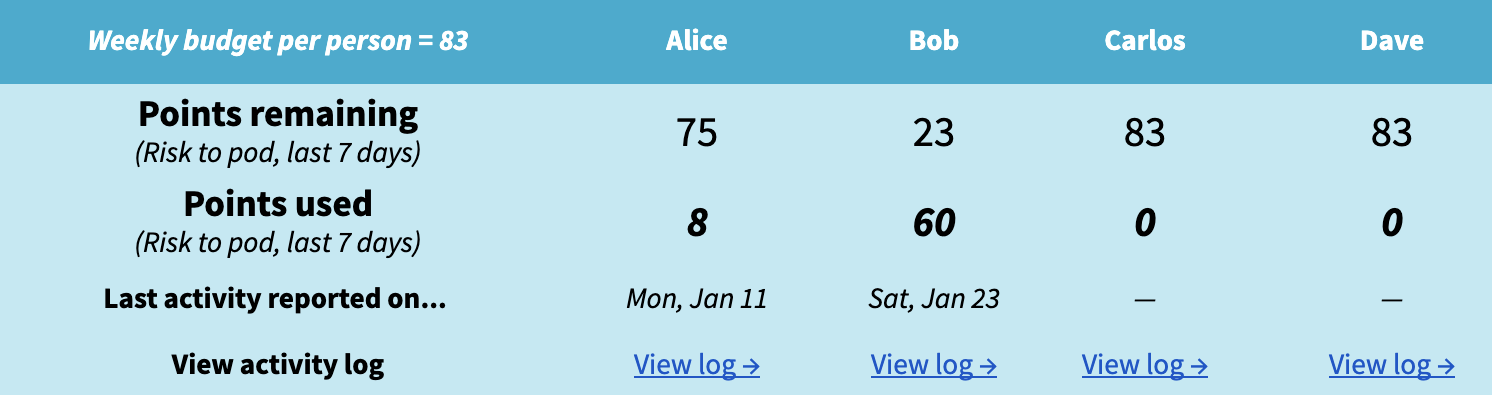 Weekly budget per person = 83 Alice Bob Carlos Dave
Points remaining 75 23 83 83
(Risk to pod, last 7 days)
Points used 8 60 0 0
(Risk to pod, last 7 days)
Last activity reported on... Mon, Jan 11 Sat, Jan 23 — —
View activity log View log → View log → View log → View log →